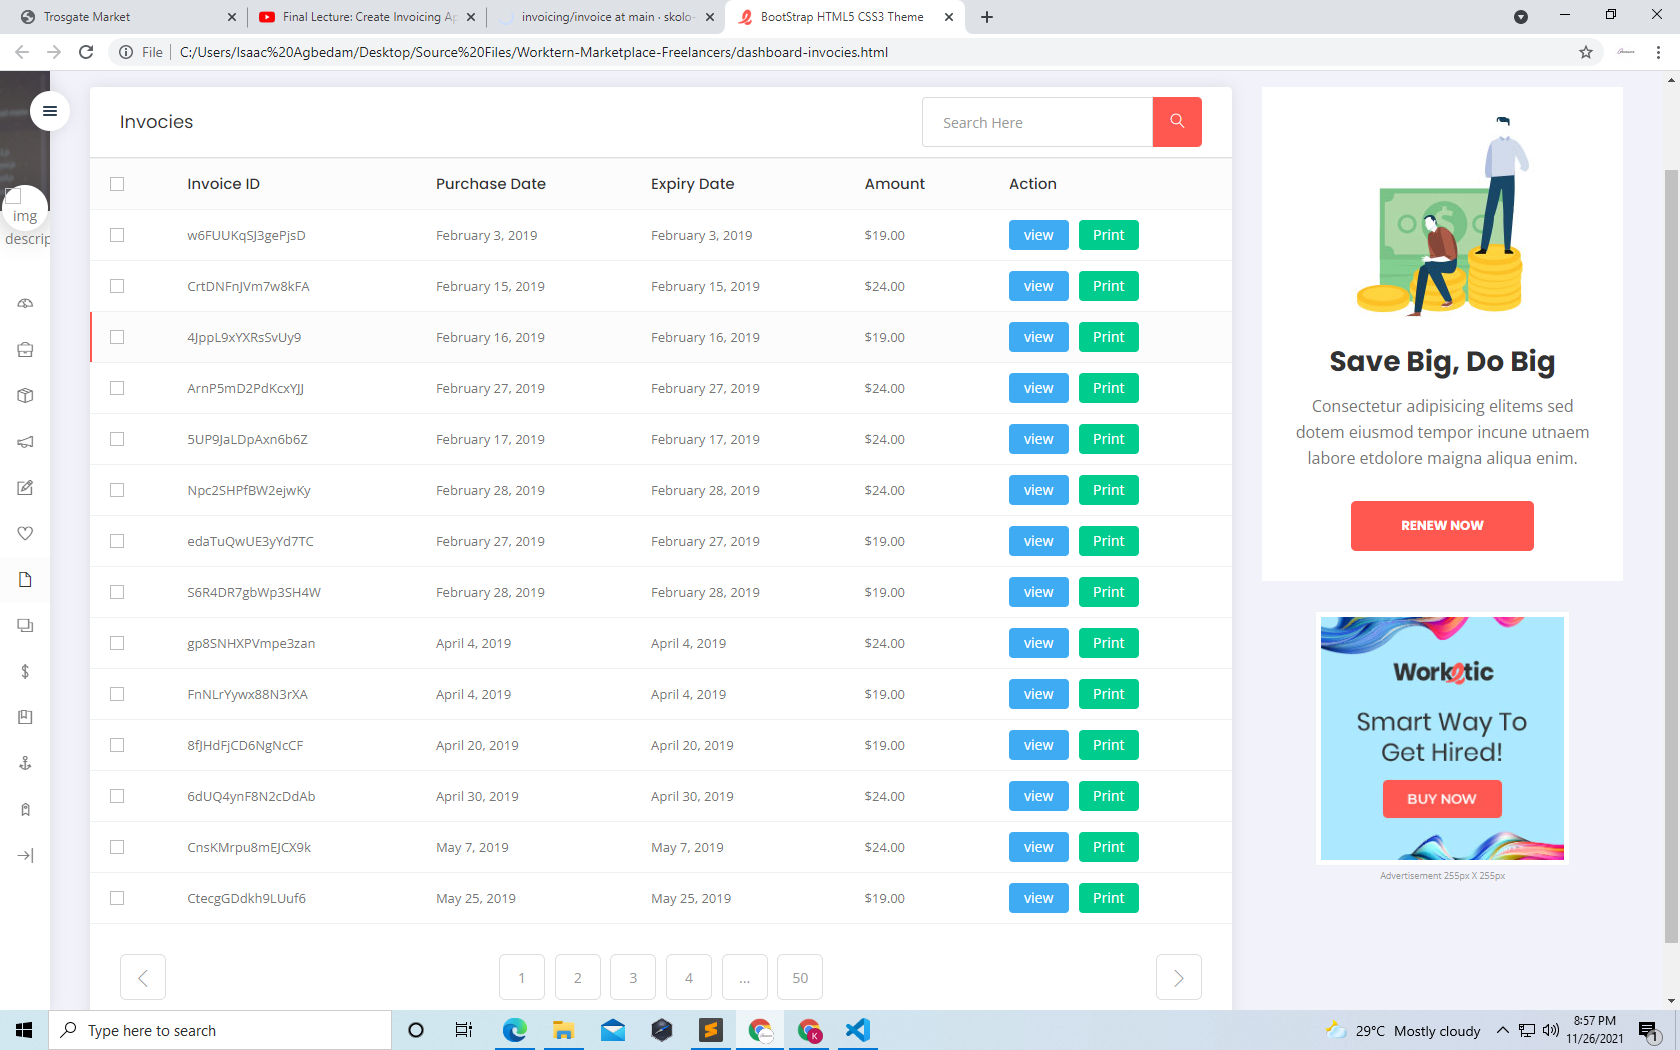 Trosgate Market
Final Lecture: Create Invoicing Ap
invoicing/invoice at main · skolo-
BootStrap HTML5 CSS3 Theme
File
C:/Users/Isaac%20Agbedam/Desktop/Source%20Files/Worktern-Marketplace-Freelancers/dashboard-invocies.html
img
descrip
Invocies
Search Here
Invoice ID Purchase Date Expiry Date Amount Action
w6FUUKqSJ3gePjsD February 3, 2019 February 3, 2019 $19.00 view Print
CrtDNFnJVm7w8kFA February 15, 2019 February 15, 2019 $24.00 view Print
4JppL9xYXRsSvUy9 February 16, 2019 February 16, 2019 $19.00 view Print
ArnP5mD2PdKcxYJJ February 27, 2019 February 27, 2019 $24.00 view Print
5UP9JaLDpAxn6b6Z February 17, 2019 February 17, 2019 $24.00 view Print
Npc2SHPfBW2ejwKy February 28, 2019 February 28, 2019 $24.00 view Print
edaTuQwUE3yYd7TC February 27, 2019 February 27, 2019 $19.00 view Print
S6R4DR7gbWp3SH4W February 28, 2019 February 28, 2019 $19.00 view Print
gp8SNHXPVmpe3zan April 4, 2019 April 4, 2019 $24.00 view Print
FnNLrYywx88N3rXA April 4, 2019 April 4, 2019 $19.00 view Print
8fJHdFjCD6NgNcCF April 20, 2019 April 20, 2019 $19.00 view Print
6dUQ4ynF8N2cDdAb April 30, 2019 April 30, 2019 $24.00 view Print
CnsKMrpu8mEJCX9k May 7, 2019 May 7, 2019 $24.00 view Print
CtecgGDdkh9LUuf6 May 25, 2019 May 25, 2019 $19.00 view Print
1 2 3 4 ... 50
Save Big, Do Big
Consectetur adipisicing elitems sed
dotem eiusmod tempor incune utnaem
labore etdolore maigna aliqua enim.
RENEW NOW
Worketic
Smart Way To
Get Hired!
BUY NOW
Advertisement 255px X 255px
Type here to search
K
29°C Mostly cloudy
8:57 PM
11/26/2021
1